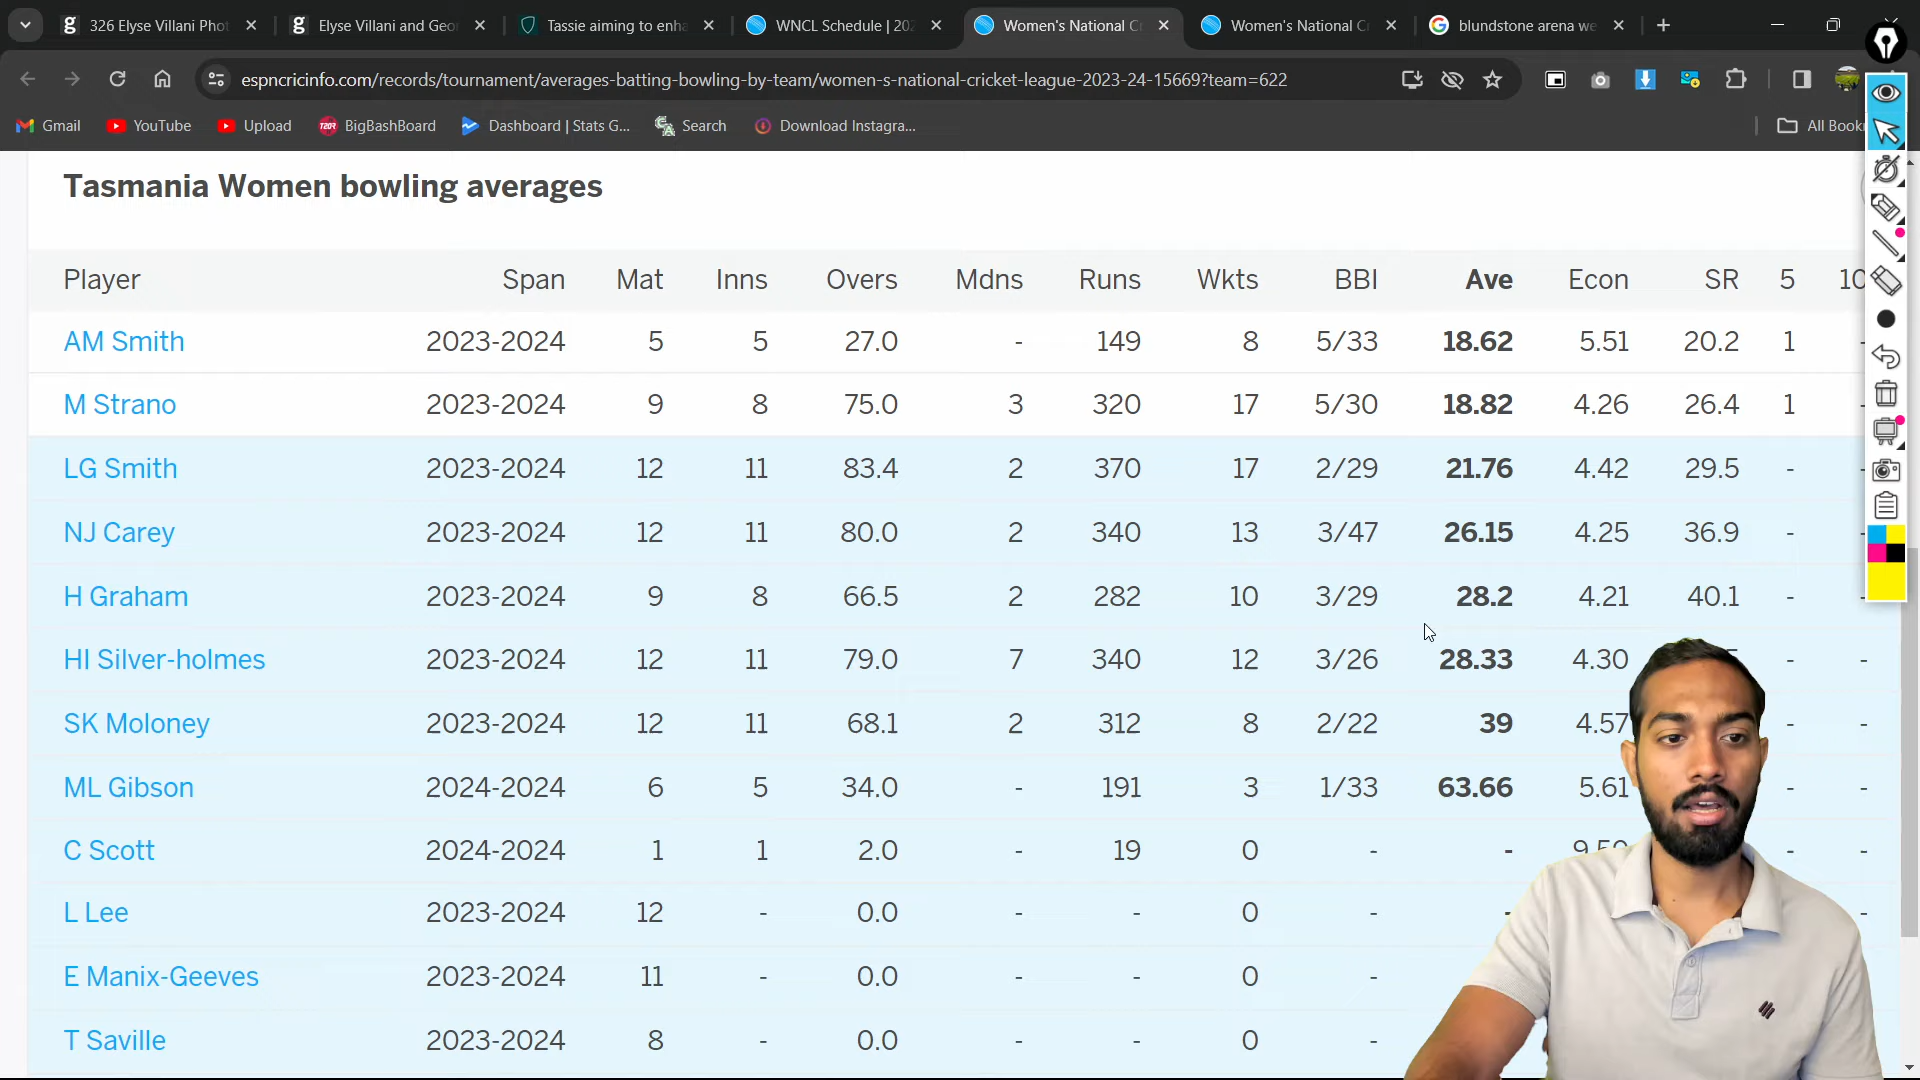 326 Elyse Villani Phot
Elyse Villani and Geor
Tassie aiming to enha
WNCL Schedule | 202
Women's National C
Women's National C
blundstone arena we
espncricinfo.com/records/tournament/averages-batting-bowling-by-team/women-s-national-cricket-league-2023-24-15669?team=622
Gmail
YouTube
Upload
BigBashBoard
Dashboard | Stats G...
Search
Download Instagra...
All Book
Tasmania Women bowling averages
Player Span Mat Inns Overs Mdns Runs Wkts BBI Ave Econ SR 5 10
AM Smith 2023-2024 5 5 27.0 - 149 8 5/33 18.62 5.51 20.2 1 -
M Strano 2023-2024 9 8 75.0 3 320 17 5/30 18.82 4.26 26.4 1 -
LG Smith 2023-2024 12 11 83.4 2 370 17 2/29 21.76 4.42 29.5 - -
NJ Carey 2023-2024 12 11 80.0 2 340 13 3/47 26.15 4.25 36.9 - -
H Graham 2023-2024 9 8 66.5 2 282 10 3/29 28.2 4.21 40.1 - -
HI Silver-holmes 2023-2024 12 11 79.0 7 340 12 3/26 28.33 4.30 - -
SK Moloney 2023-2024 12 11 68.1 2 312 8 2/22 39 4.57 - -
ML Gibson 2024-2024 6 5 34.0 - 191 3 1/33 63.66 5.61 - -
C Scott 2024-2024 1 1 2.0 - 19 0 - - 9.50 - -
L Lee 2023-2024 12 - 0.0 - - 0 - - -
E Manix-Geeves 2023-2024 11 - 0.0 - - 0 -
T Saville 2023-2024 8 - 0.0 - - 0 -